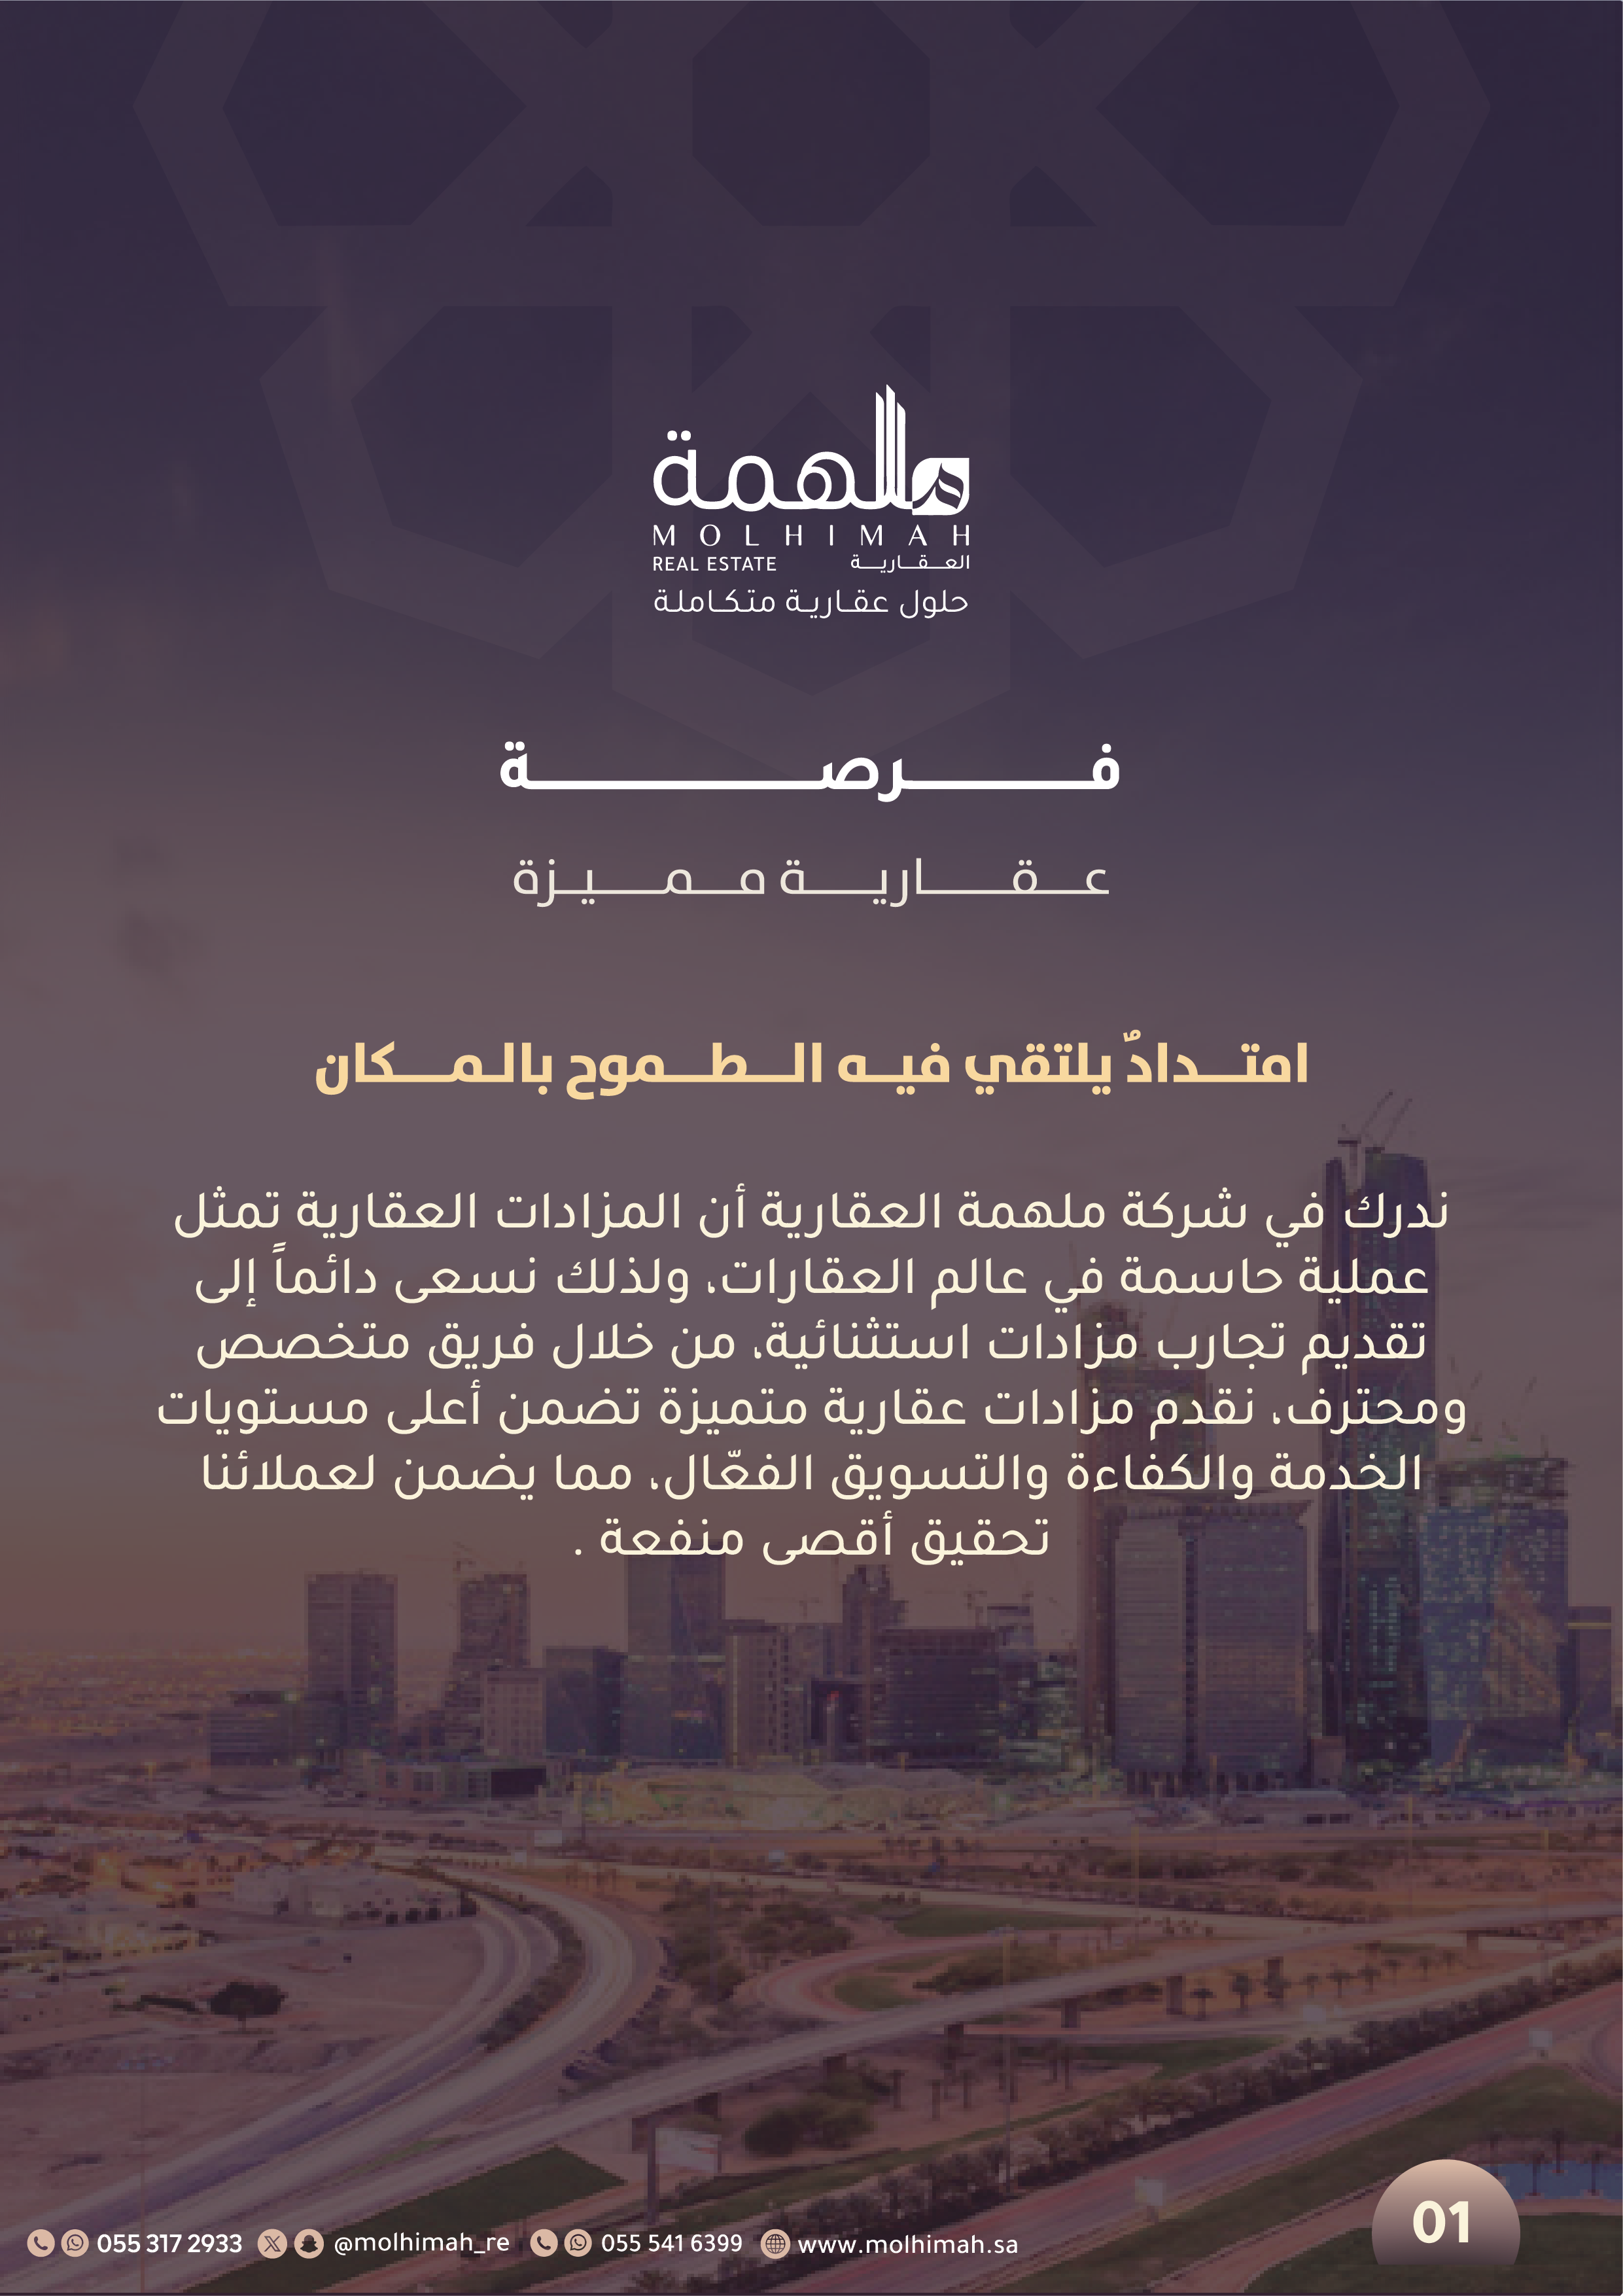 ملهمة
MOLHIMAH
REAL ESTATE العقارية
حلول عقارية متكاملة
فرصة
عقارية مميزة
امتدادٌ يلتقي فيه الطموح بالمكان
ندرك في شركة ملهمة العقارية أن المزادات العقارية تمثل
عملية حاسمة في عالم العقارات، ولذلك نسعى دائماً إلى
تقديم تجارب مزادات استثنائية، من خلال فريق متخصص
ومحترف، نقدم مزادات عقارية متميزة تضمن أعلى مستويات
الخدمة والكفاءة والتسويق الفعّال، مما يضمن لعملائنا
تحقيق أقصى منفعة .
055 317 2933 @molhimah_re 055 541 6399 www.molhimah.sa
01